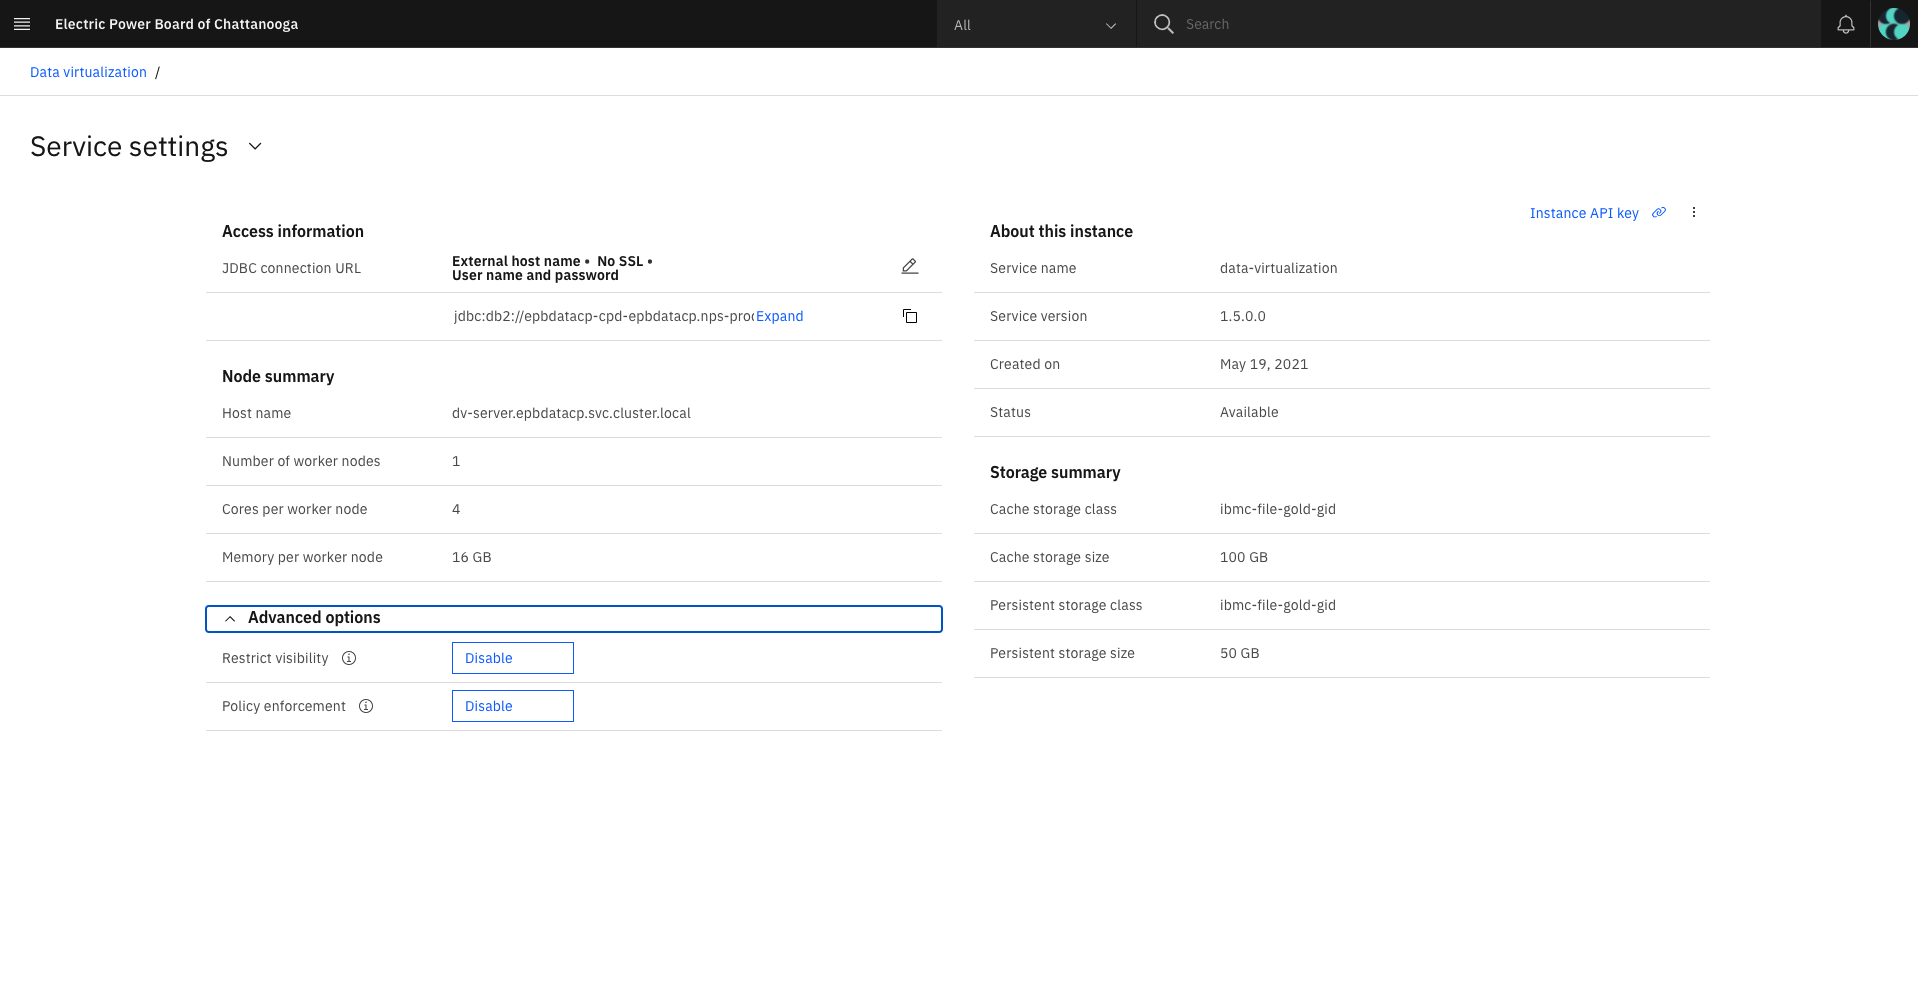 Electric Power Board of Chattanooga
All
Search
Data virtualization /
Service settings
Instance API key
Access information
JDBC connection URL
External host name • No SSL •
User name and password
jdbc:db2://epbdatacp-cpd-epbdatacp.nps-prod
Expand
Node summary
Host name
dv-server.epbdatacp.svc.cluster.local
Number of worker nodes
1
Cores per worker node
4
Memory per worker node
16 GB
Advanced options
Restrict visibility
Disable
Policy enforcement
Disable
About this instance
Service name
data-virtualization
Service version
1.5.0.0
Created on
May 19, 2021
Status
Available
Storage summary
Cache storage class
ibmc-file-gold-gid
Cache storage size
100 GB
Persistent storage class
ibmc-file-gold-gid
Persistent storage size
50 GB